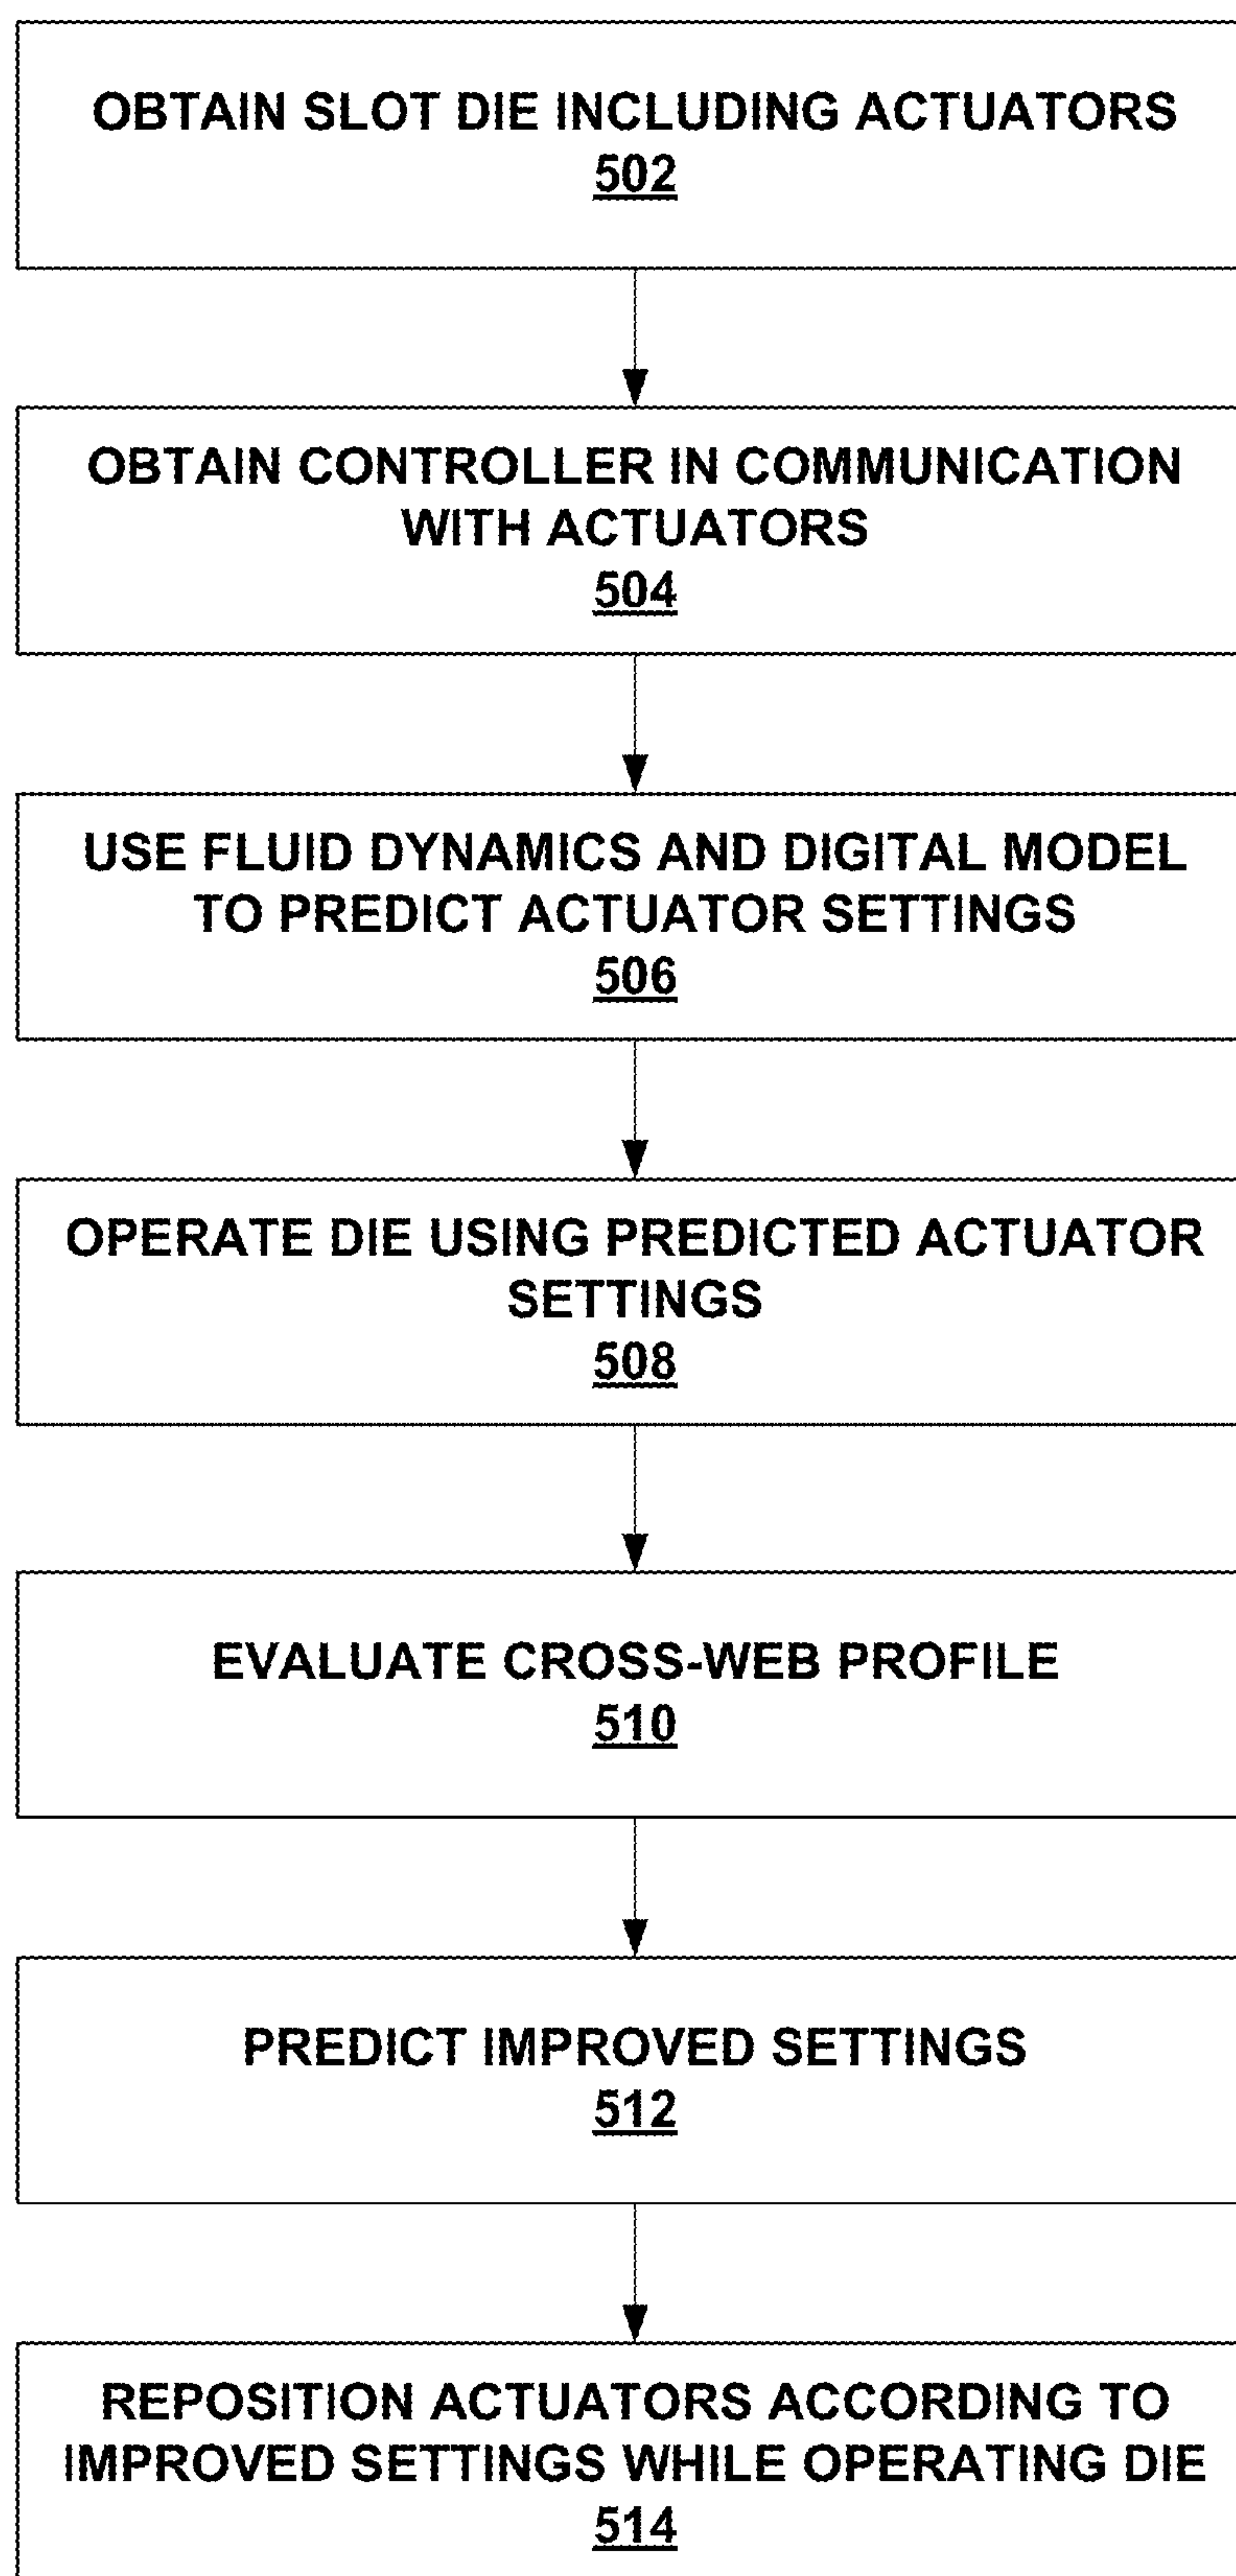 OBTAIN SLOT DIE INCLUDING ACTUATORS
502
OBTAIN CONTROLLER IN COMMUNICATION
WITH ACTUATORS
504
USE FLUID DYNAMICS AND DIGITAL MODEL
TO PREDICT ACTUATOR SETTINGS
506
OPERATE DIE USING PREDICTED ACTUATOR
SETTINGS
508
EVALUATE CROSS-WEB PROFILE
510
PREDICT IMPROVED SETTINGS
512
REPOSITION ACTUATORS ACCORDING TO
IMPROVED SETTINGS WHILE OPERATING DIE
514